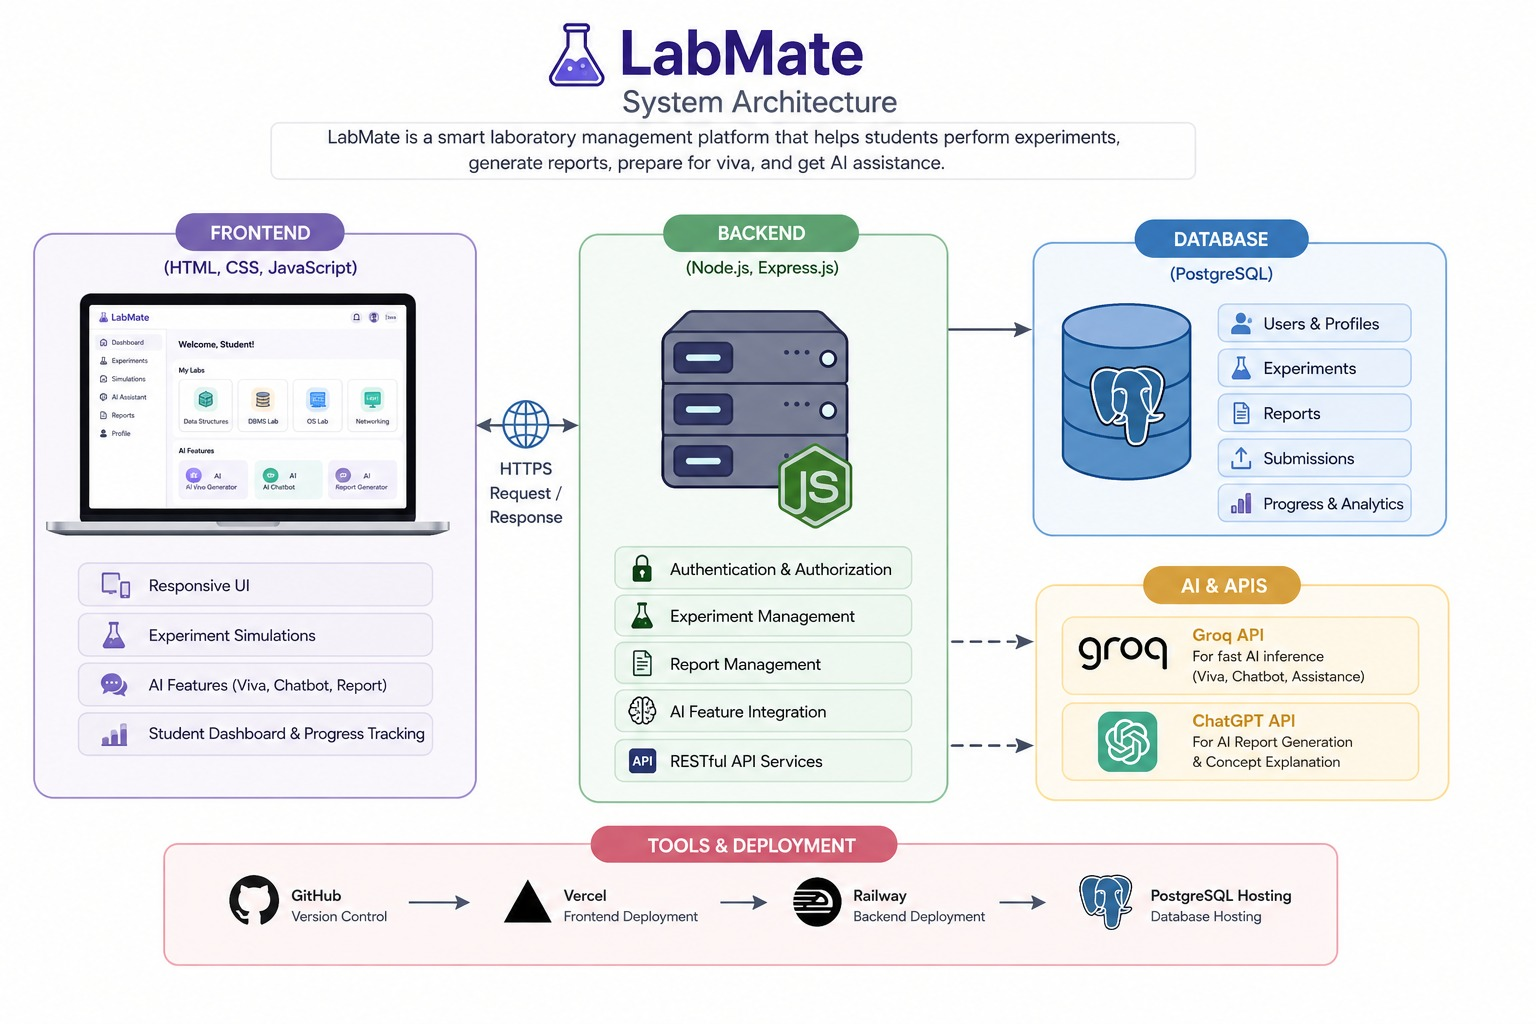 LabMate
System Architecture
LabMate is a smart laboratory management platform that helps students perform experiments,
generate reports, prepare for viva, and get AI assistance.
FRONTEND
(HTML, CSS, JavaScript)
LabMate
Dashboard
Experiments
Simulations
AI Assistant
Reports
Profile
Welcome, Student!
My Labs
Data Structures
DBMS Lab
OS Lab
Networking
AI Features
AI
AI Viva Generator
AI
AI Chatbot
AI
Report Generator
Responsive UI
Experiment Simulations
AI Features (Viva, Chatbot, Report)
Student Dashboard & Progress Tracking
HTTPS
Request /
Response
BACKEND
(Node.js, Express.js)
JS
Authentication & Authorization
Experiment Management
Report Management
AI Feature Integration
API
RESTful API Services
DATABASE
(PostgreSQL)
Users & Profiles
Experiments
Reports
Submissions
Progress & Analytics
AI & APIS
groq
Groq API
For fast AI inference
(Viva, Chatbot, Assistance)
ChatGPT API
For AI Report Generation
& Concept Explanation
TOOLS & DEPLOYMENT
GitHub
Version Control
Vercel
Frontend Deployment
Railway
Backend Deployment
PostgreSQL Hosting
Database Hosting